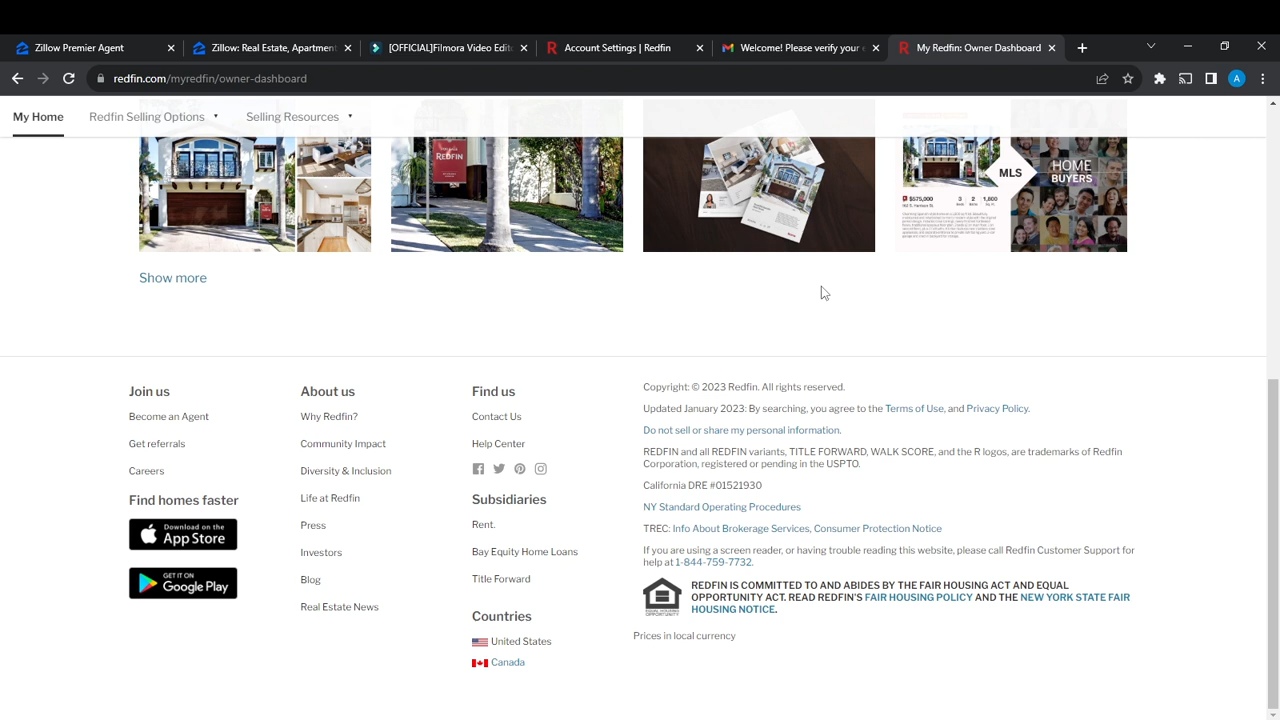 Zillow Premier Agent
Zillow: Real Estate, Apartment
[OFFICIAL]Filmora Video Edit
Account Settings | Redfin
Welcome! Please verify your e
My Redfin: Owner Dashboard
redfin.com/myredfin/owner-dashboard
A
My Home
Redfin Selling Options
Selling Resources
REDFIN
MLS
HOME
BUYERS
$575,000
3
2
1,800
Show more
Join us
Become an Agent
Get referrals
Careers
Find homes faster
Download on the
App Store
GET IT ON
Google Play
About us
Why Redfin?
Community Impact
Diversity & Inclusion
Life at Redfin
Press
Investors
Blog
Real Estate News
Find us
Contact Us
Help Center
Subsidiaries
Rent.
Bay Equity Home Loans
Title Forward
Countries
United States
Canada
Copyright: © 2023 Redfin. All rights reserved.
Updated January 2023: By searching, you agree to the Terms of Use, and Privacy Policy.
Do not sell or share my personal information.
REDFIN and all REDFIN variants, TITLE FORWARD, WALK SCORE, and the R logos, are trademarks of Redfin
Corporation, registered or pending in the USPTO.
California DRE #01521930
NY Standard Operating Procedures
TREC: Info About Brokerage Services, Consumer Protection Notice
If you are using a screen reader, or having trouble reading this website, please call Redfin Customer Support for
help at 1-844-759-7732.
EQUAL HOUSING
OPPORTUNITY
REDFIN IS COMMITTED TO AND ABIDES BY THE FAIR HOUSING ACT AND EQUAL
OPPORTUNITY ACT. READ REDFIN'S FAIR HOUSING POLICY AND THE NEW YORK STATE FAIR
HOUSING NOTICE.
Prices in local currency